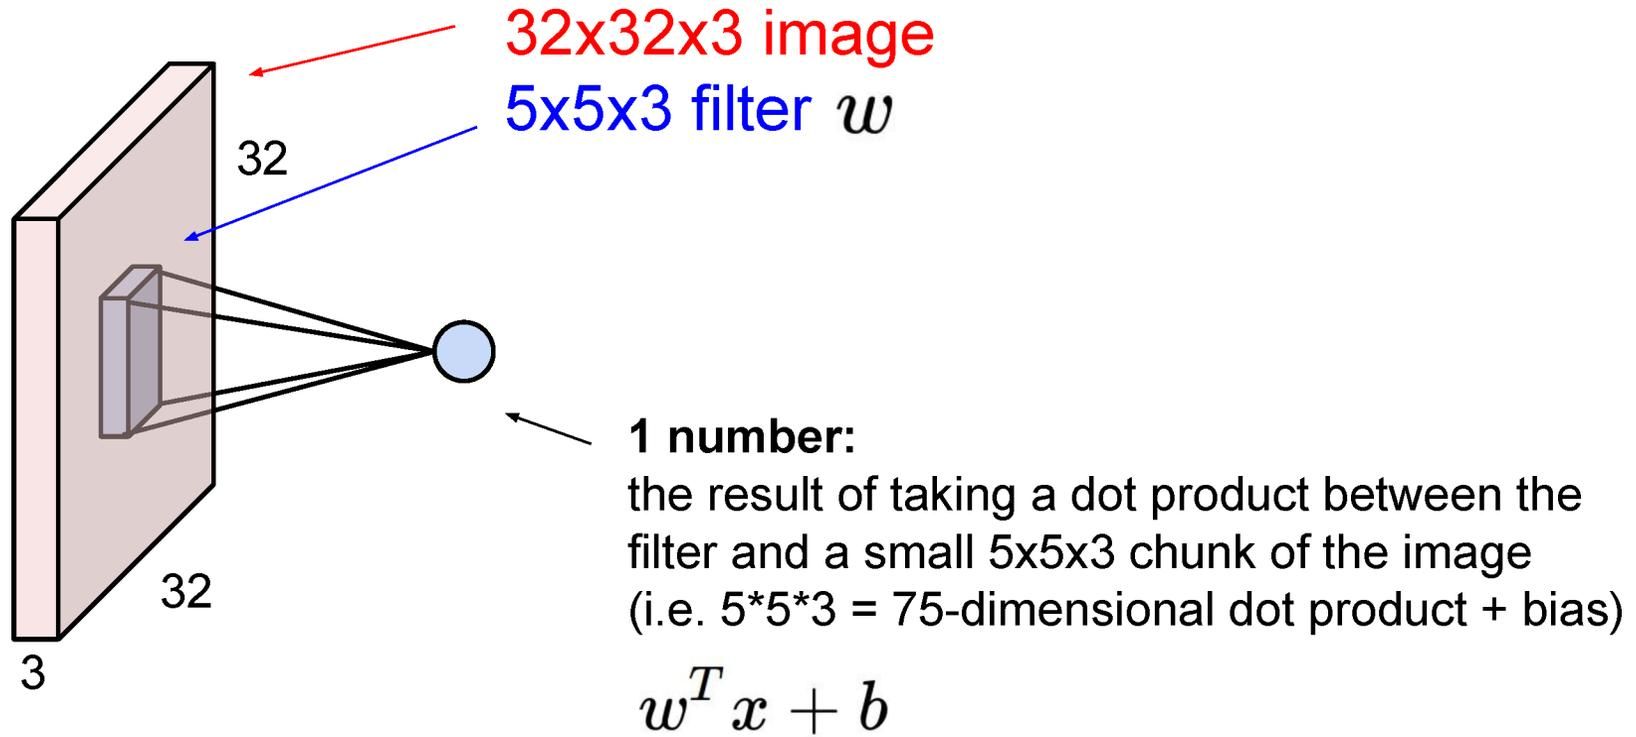 32x32x3 image
5x5x3 filter w
32
32
3
1 number:
the result of taking a dot product between the
filter and a small 5x5x3 chunk of the image
(i.e. 5*5*3 = 75-dimensional dot product + bias)
w^T x + b